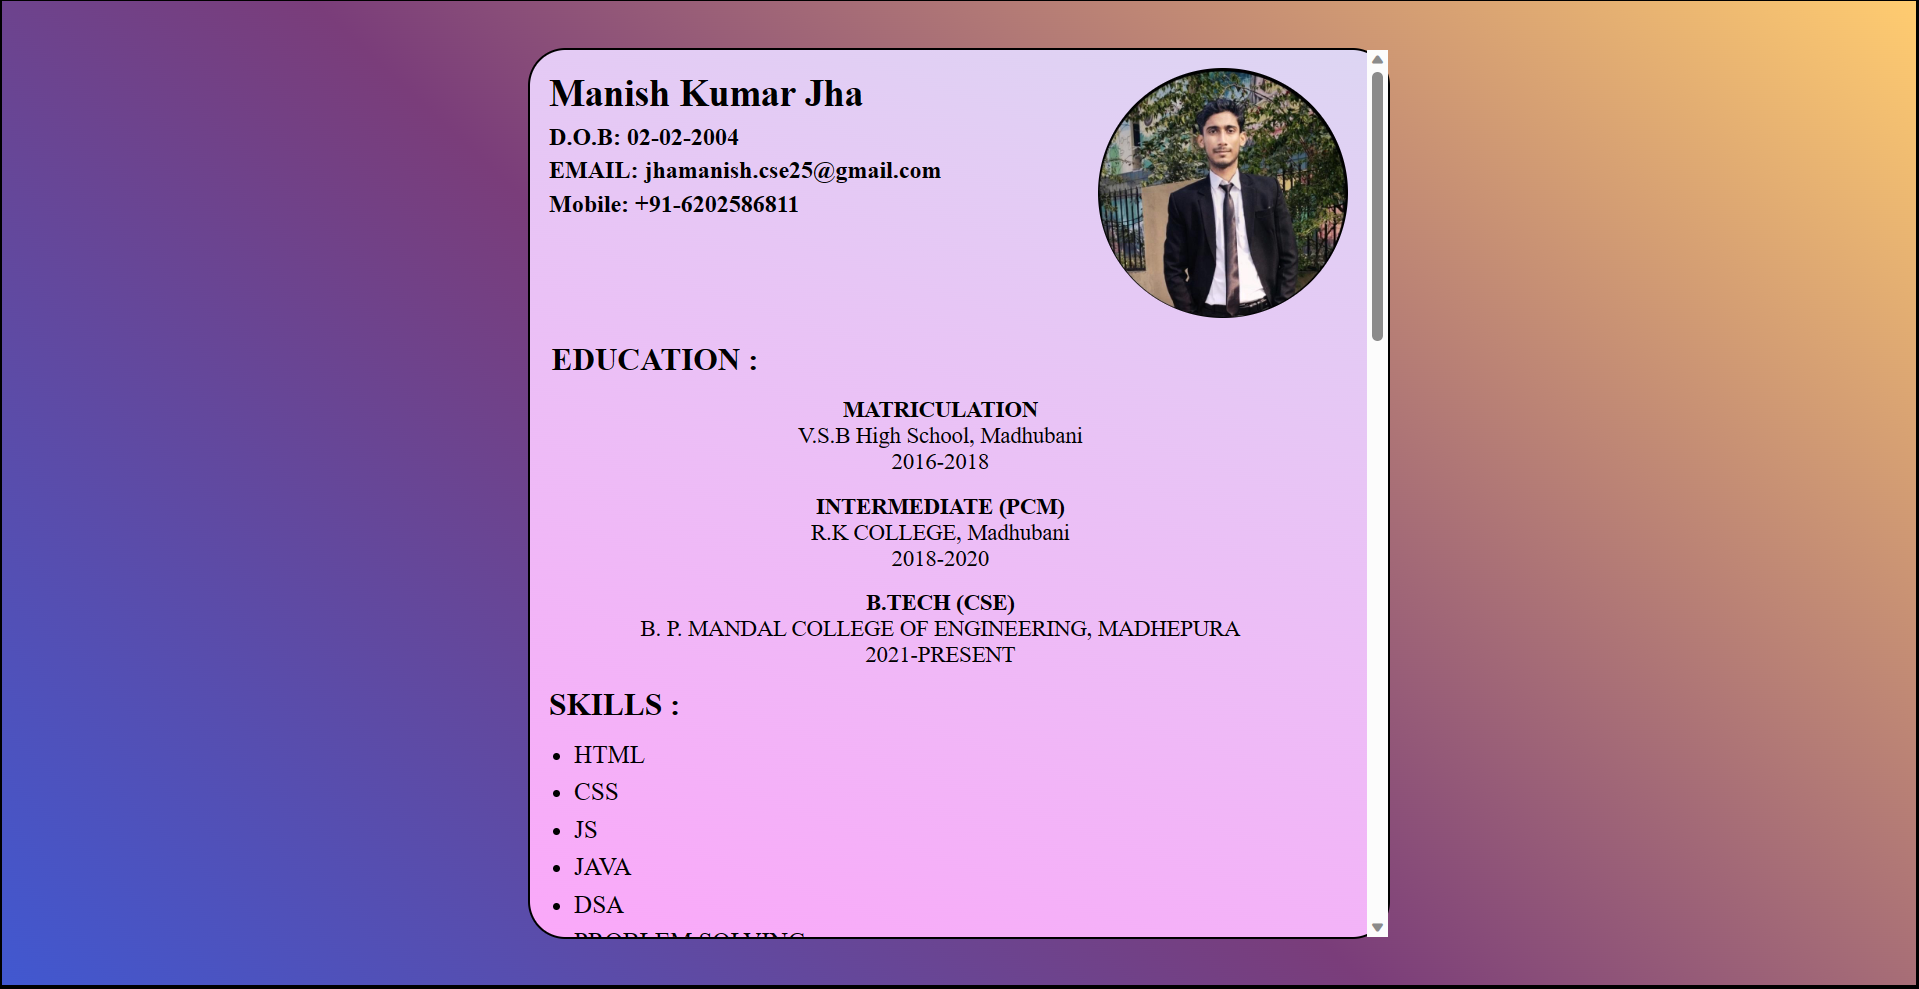 Manish Kumar Jha
D.O.B: 02-02-2004
EMAIL: jhamanish.cse25@gmail.com
Mobile: +91-6202586811
EDUCATION :
MATRICULATION
V.S.B High School, Madhubani
2016-2018
INTERMEDIATE (PCM)
R.K COLLEGE, Madhubani
2018-2020
B.TECH (CSE)
B. P. MANDAL COLLEGE OF ENGINEERING, MADHEPURA
2021-PRESENT
SKILLS :
• HTML
• CSS
• JS
• JAVA
• DSA
• PROBLEM SOLVING